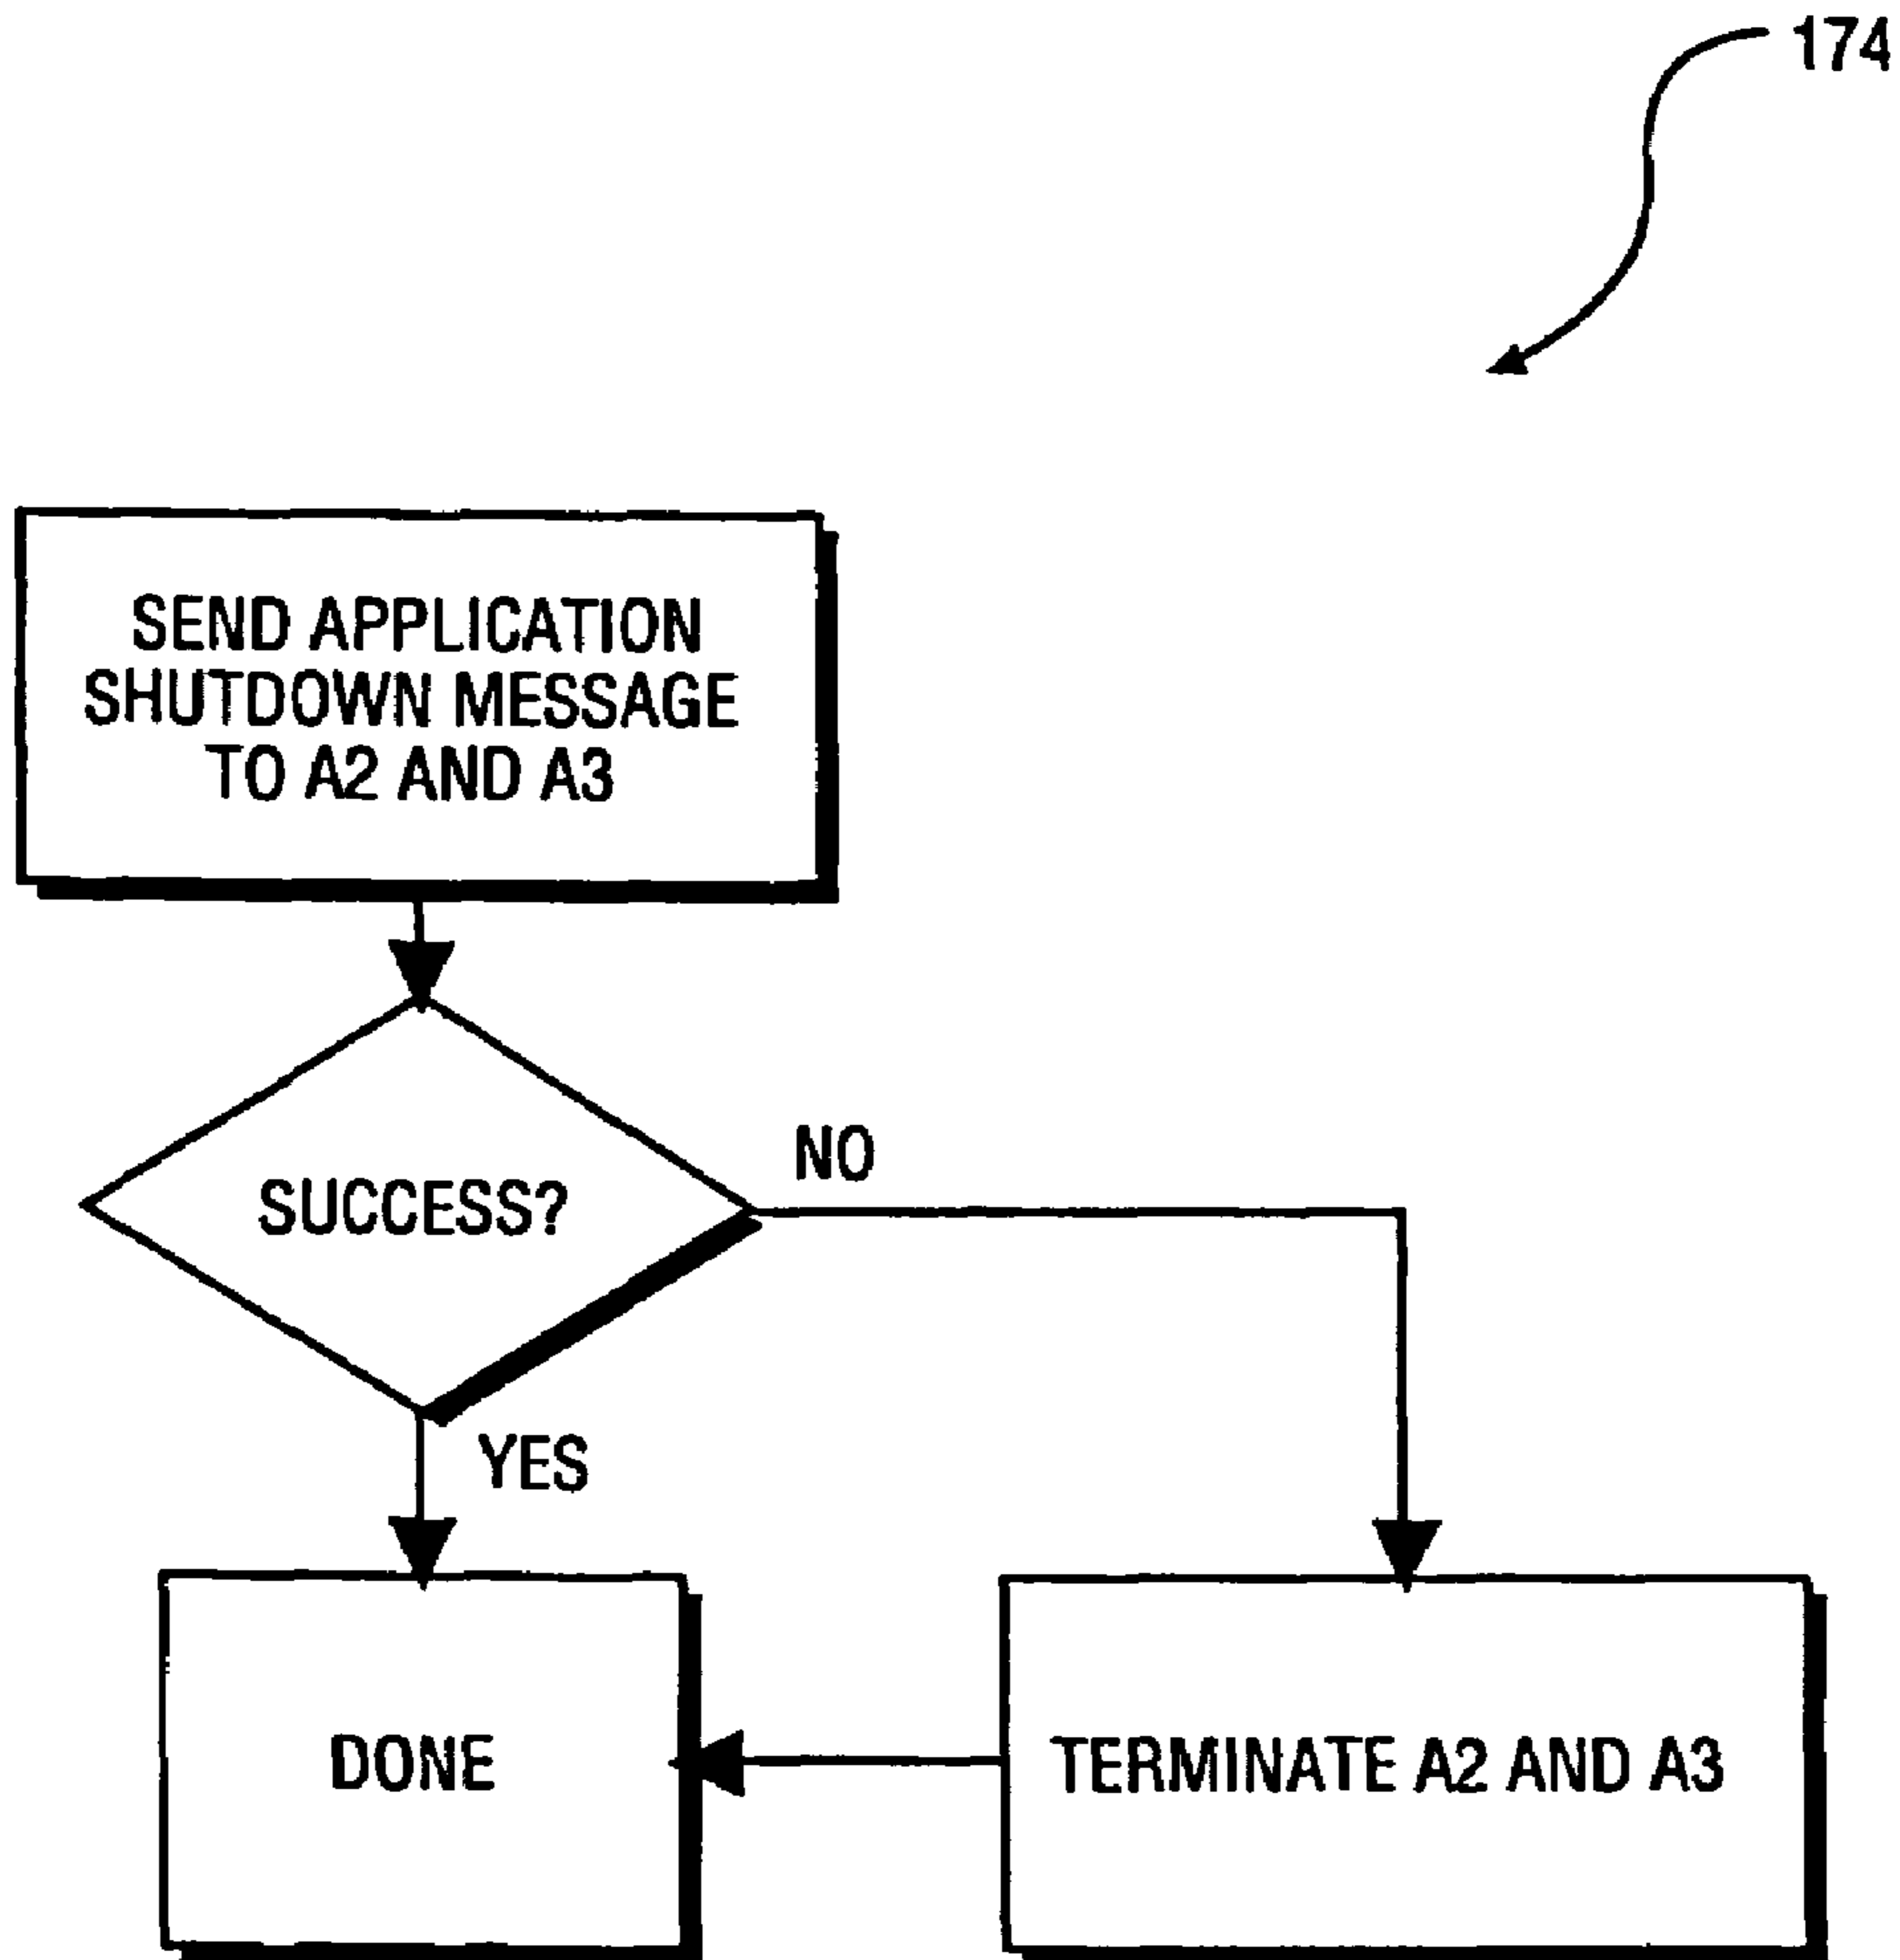 174
SEND APPLICATION
SHUTDOWN MESSAGE
TO A2 AND A3
SUCCESS?
NO
YES
DONE
TERMINATE A2 AND A3